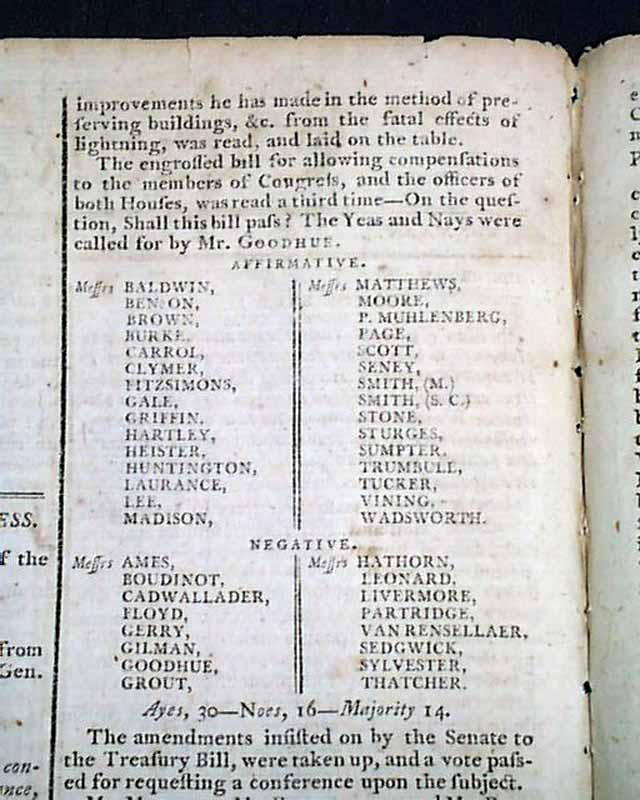 improvements he has made in the method of pre-
ſerving buildings, &c. from the fatal effects of
lightning, was read, and laid on the table.
The engroſſed bill for allowing compenſations
to the members of Congreſs, and the officers of
both Houſes, was read a third time—On the queſ-
tion, Shall this bill paſs? The Yeas and Nays were
called for by Mr. GOODHUE.
AFFIRMATIVE.
Meſſrs BALDWIN,
BENSON,
BROWN,
BURKE,
CARROL,
CLYMER,
FITZSIMONS,
GALE,
GRIFFIN,
HARTLEY,
HEISTER,
HUNTINGTON,
LAURANCE,
LEE,
MADISON,
Meſſrs MATTHEWS,
MOORE,
P. MUHLENBERG,
PAGE,
SCOTT,
SENEY,
SMITH, (M.)
SMITH, (S. C.)
STONE,
STURGES,
SUMPTER,
TRUMBULL,
TUCKER,
VINING,
WADSWORTH.
NEGATIVE.
Meſſrs AMES,
BOUDINOT,
CADWALLADER,
FLOYD,
GERRY,
GILMAN,
GOODHUE,
GROUT,
Meſſrs HATHORN,
LEONARD,
LIVERMORE,
PARTRIDGE,
VAN RENSELLAER,
SEDGWICK,
SYLVESTER,
THATCHER.
Ayes, 30—Noes, 16—Majority 14.
The amendments inſiſted on by the Senate to
the Treaſury Bill, were taken up, and a vote paſſ-
ed for requeſting a conference upon the ſubject.
ESS.
f the
from
Gen.
con-
ance,